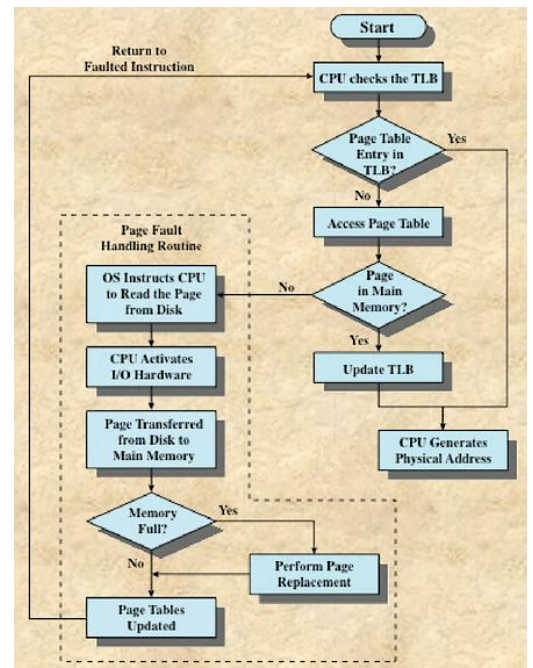 Start
Return to
Faulted Instruction
CPU checks the TLB
Page Table
Entry in
TLB?
Yes
No
Access Page Table
Page Fault
Handling Routine
Page
in Main
Memory?
No
Yes
OS Instructs CPU
to Read the Page
from Disk
CPU Activates
I/O Hardware
Update TLB
Page Transferred
from Disk to
Main Memory
CPU Generates
Physical Address
Memory
Full?
Yes
No
Perform Page
Replacement
Page Tables
Updated